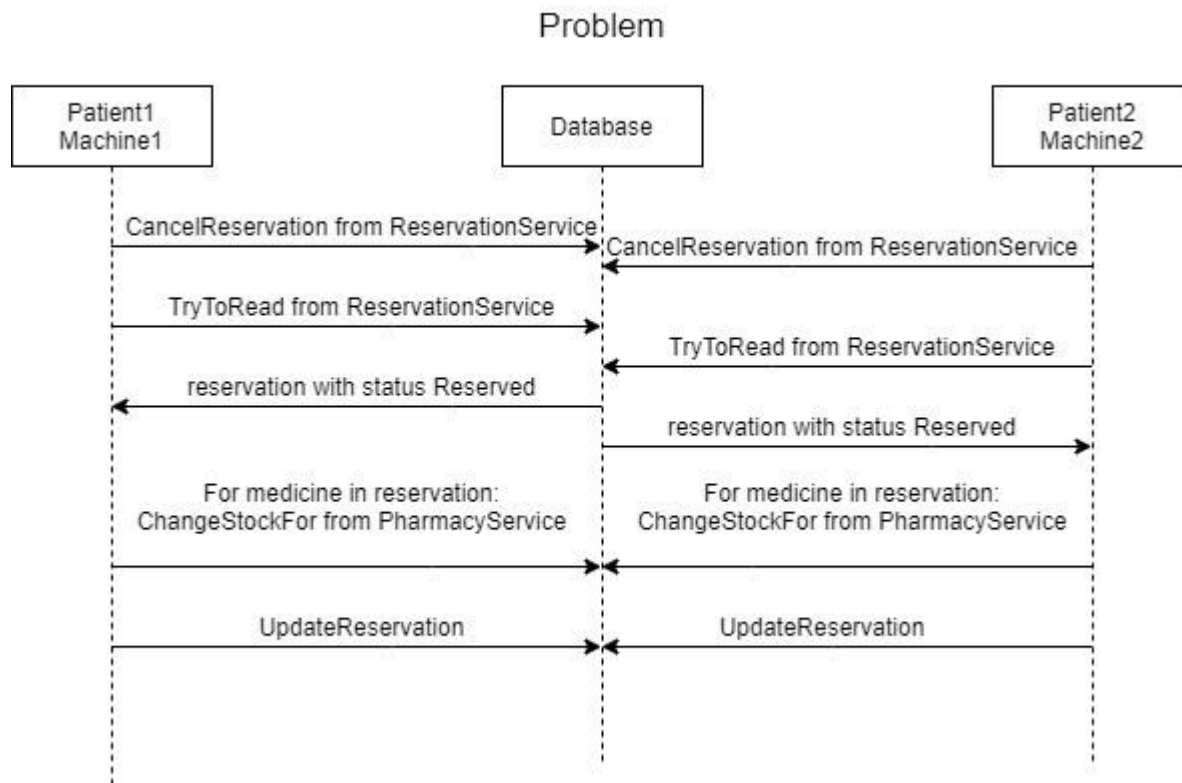 Problem
Patient1
Machine1
Database
Patient2
Machine2
CancelReservation from ReservationService
CancelReservation from ReservationService
TryToRead from ReservationService
TryToRead from ReservationService
reservation with status Reserved
reservation with status Reserved
For medicine in reservation:
ChangeStockFor from PharmacyService
For medicine in reservation:
ChangeStockFor from PharmacyService
UpdateReservation
UpdateReservation